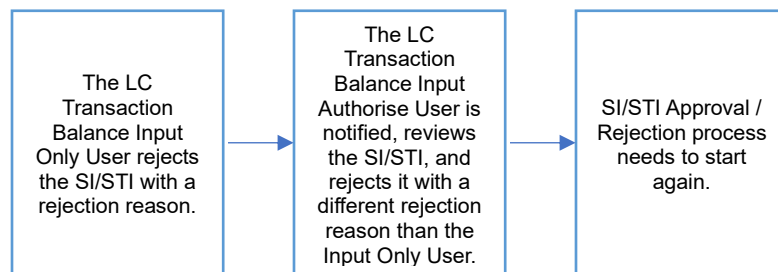 The LC
Transaction
Balance Input
Only User rejects
the SI/STI with a
rejection reason.
The LC
Transaction
Balance Input
Authorise User is
notified, reviews
the SI/STI, and
rejects it with a
different rejection
reason than the
Input Only User.
SI/STI Approval /
Rejection process
needs to start
again.